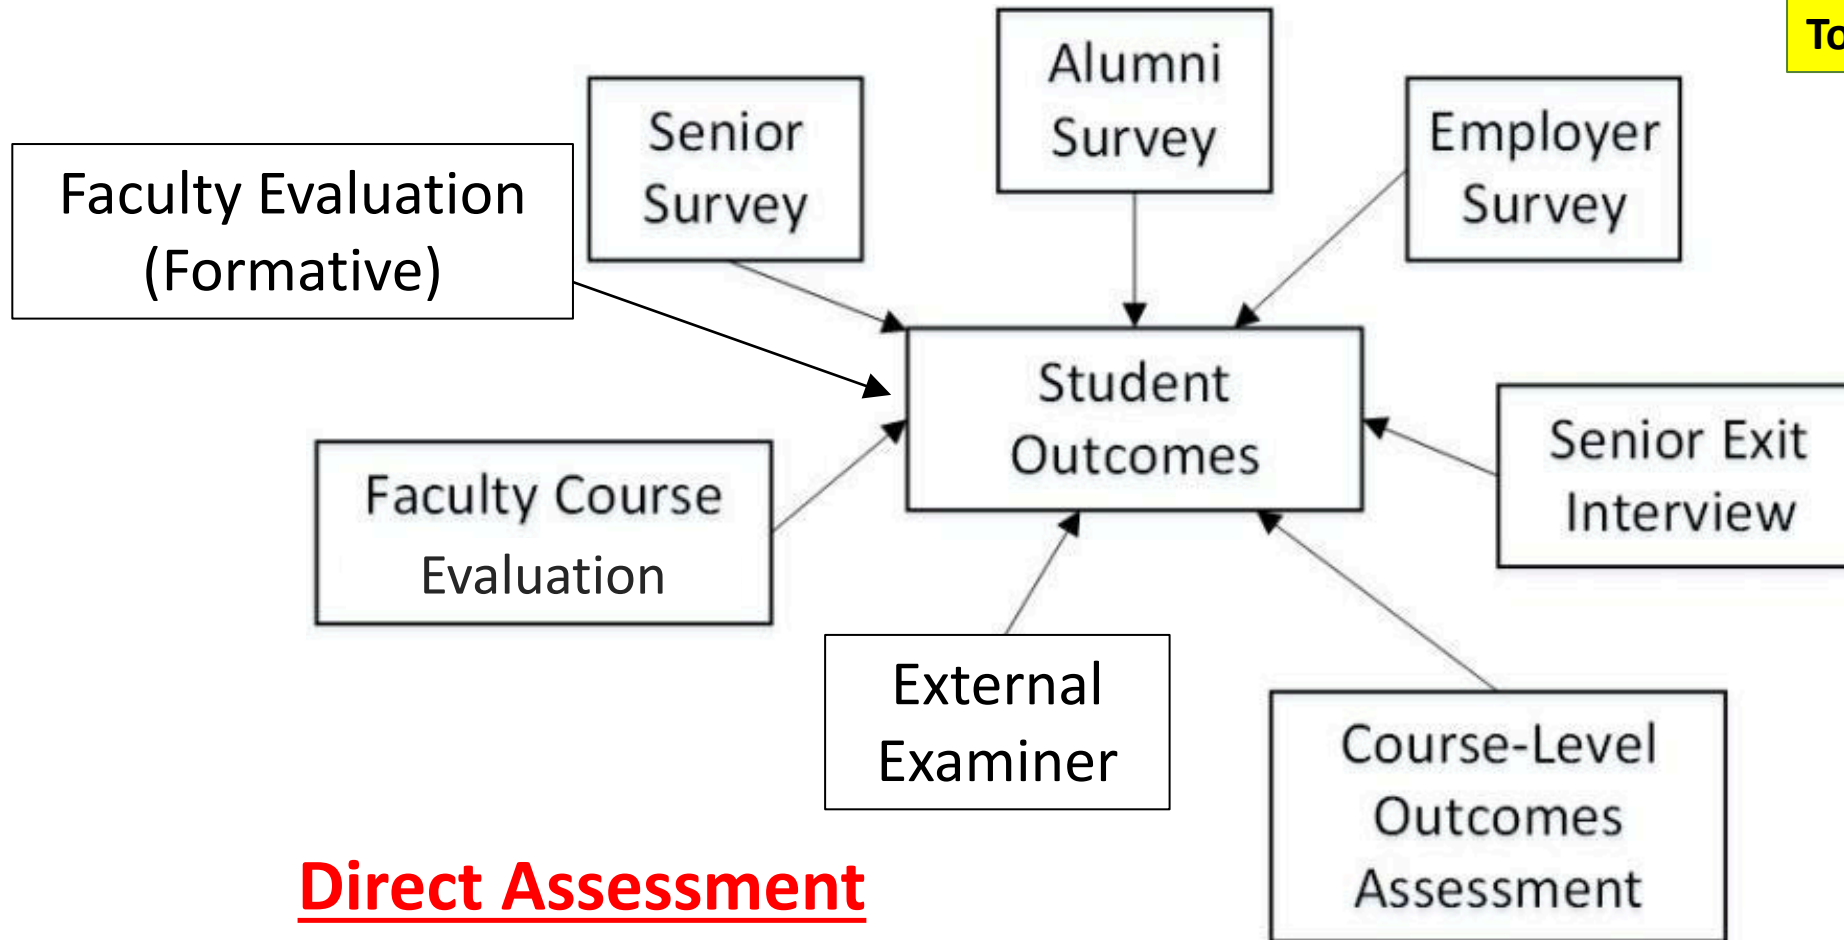 To
Alumni
Survey
Senior
Survey
Employer
Survey
Faculty Evaluation
(Formative)
Student
Outcomes
Senior Exit
Interview
Faculty Course
Evaluation
External
Examiner
Course-Level
Outcomes
Assessment
Direct Assessment